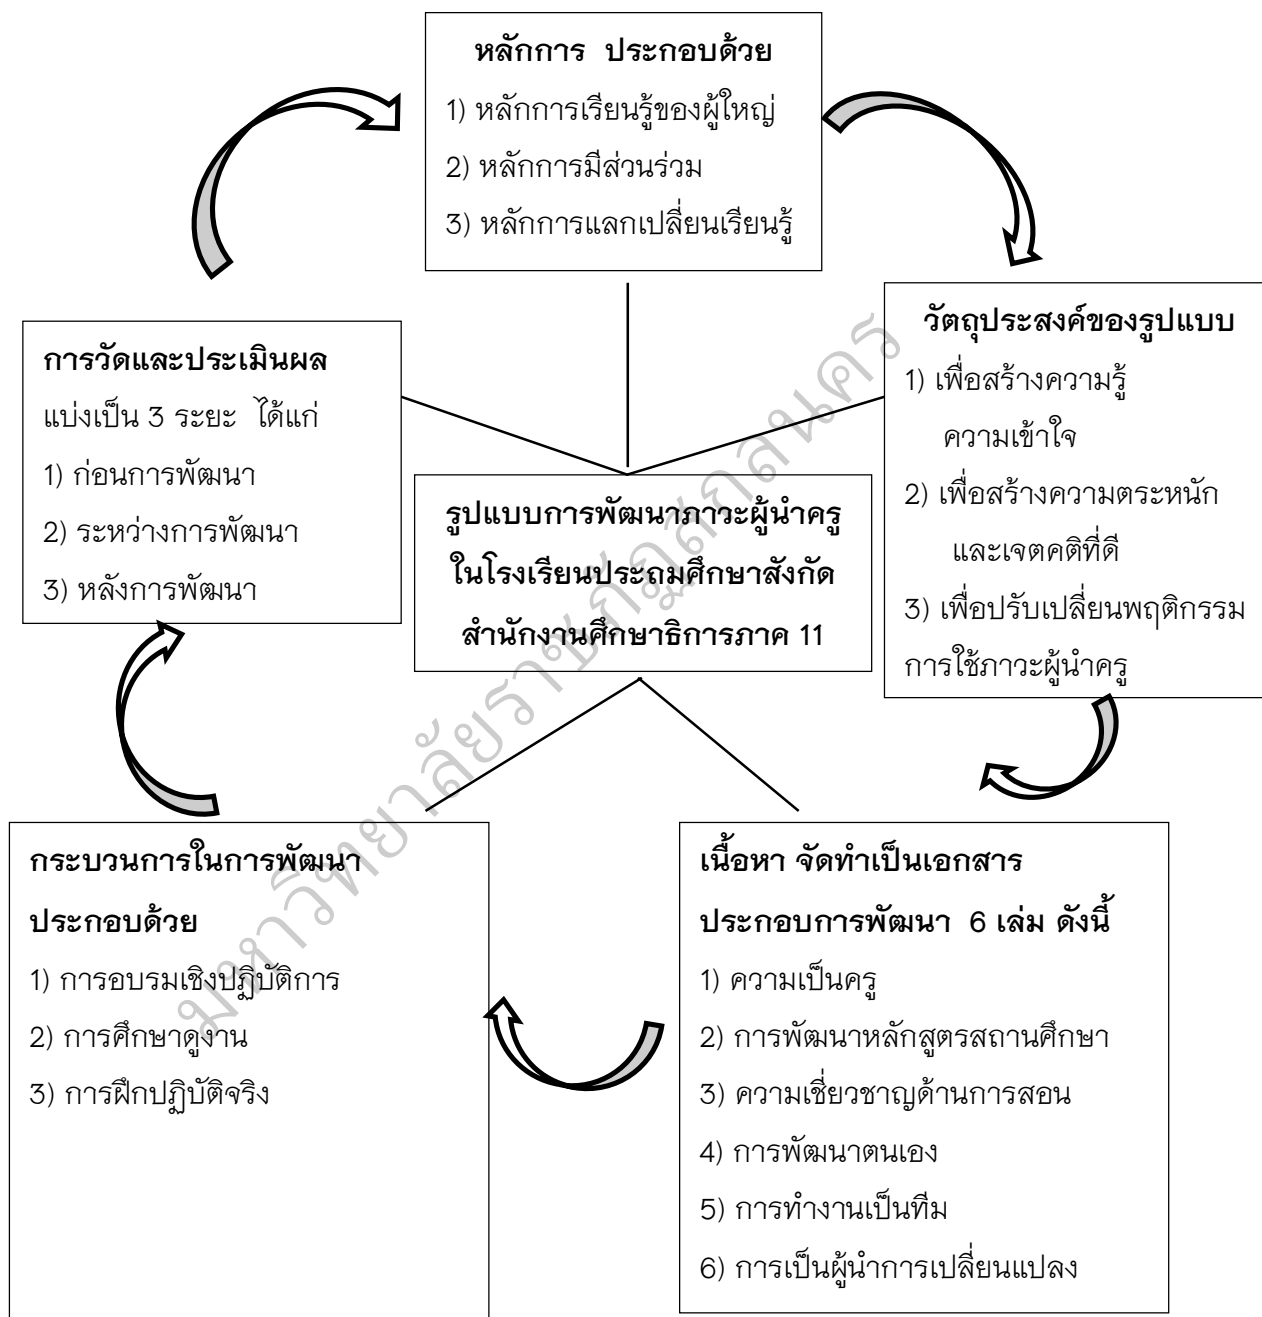 หลักการ ประกอบด้วย
1) หลักการเรียนรู้ของผู้ใหญ่
2) หลักการมีส่วนร่วม
3) หลักการแลกเปลี่ยนเรียนรู้
วัตถุประสงค์ของรูปแบบ
1) เพื่อสร้างความรู้
ความเข้าใจ
2) เพื่อสร้างความตระหนัก
และเจตคติที่ดี
3) เพื่อปรับเปลี่ยนพฤติกรรม
การใช้ภาวะผู้นำครู
การวัดและประเมินผล
แบ่งเป็น 3 ระยะ ได้แก่
1) ก่อนการพัฒนา
2) ระหว่างการพัฒนา
3) หลังการพัฒนา
รูปแบบการพัฒนาภาวะผู้นำครู
ในโรงเรียนประถมศึกษาสังกัด
สำนักงานศึกษาธิการภาค 11
กระบวนการในการพัฒนา
ประกอบด้วย
1) การอบรมเชิงปฏิบัติการ
2) การศึกษาดูงาน
3) การฝึกปฏิบัติจริง
เนื้อหา จัดทำเป็นเอกสาร
ประกอบการพัฒนา 6 เล่ม ดังนี้
1) ความเป็นครู
2) การพัฒนาหลักสูตรสถานศึกษา
3) ความเชี่ยวชาญด้านการสอน
4) การพัฒนาตนเอง
5) การทำงานเป็นทีม
6) การเป็นผู้นำการเปลี่ยนแปลง
มหาวิทยาลัยราชภัฏสกลนคร